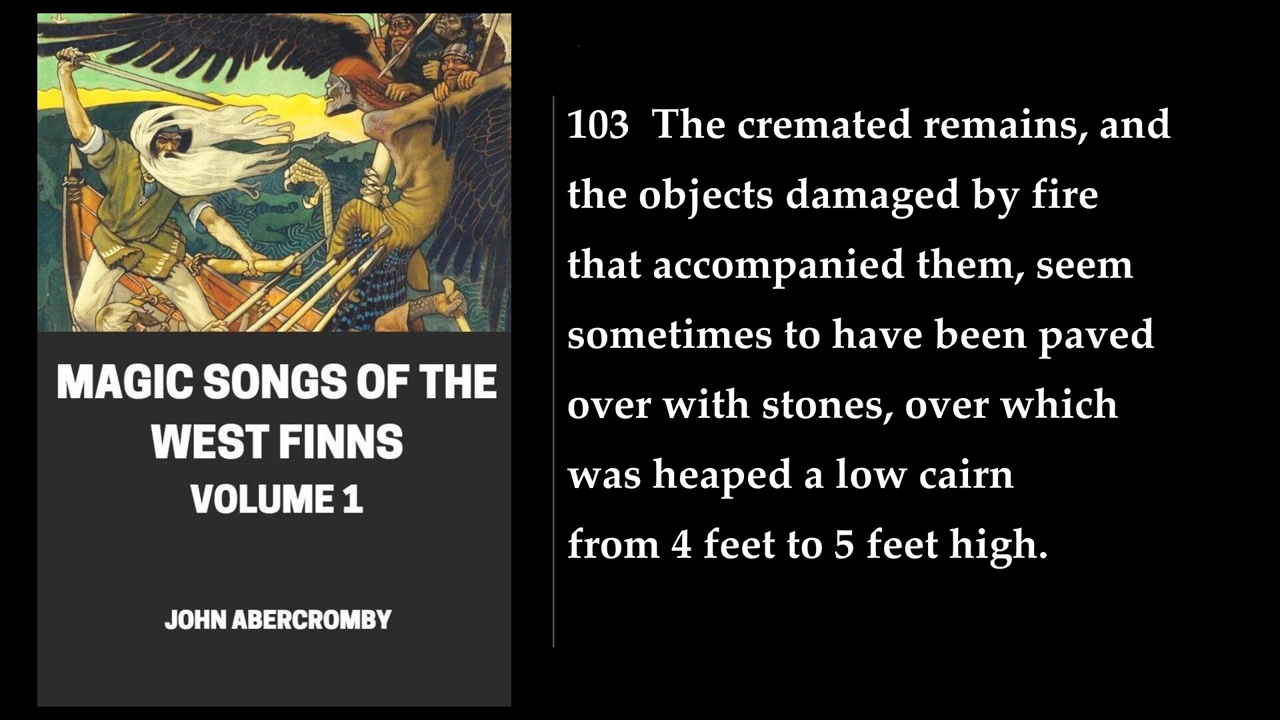 MAGIC SONGS OF THE
WEST FINNS
VOLUME 1
JOHN ABERCROMBY
103 The cremated remains, and
the objects damaged by fire
that accompanied them, seem
sometimes to have been paved
over with stones, over which
was heaped a low cairn
from 4 feet to 5 feet high.